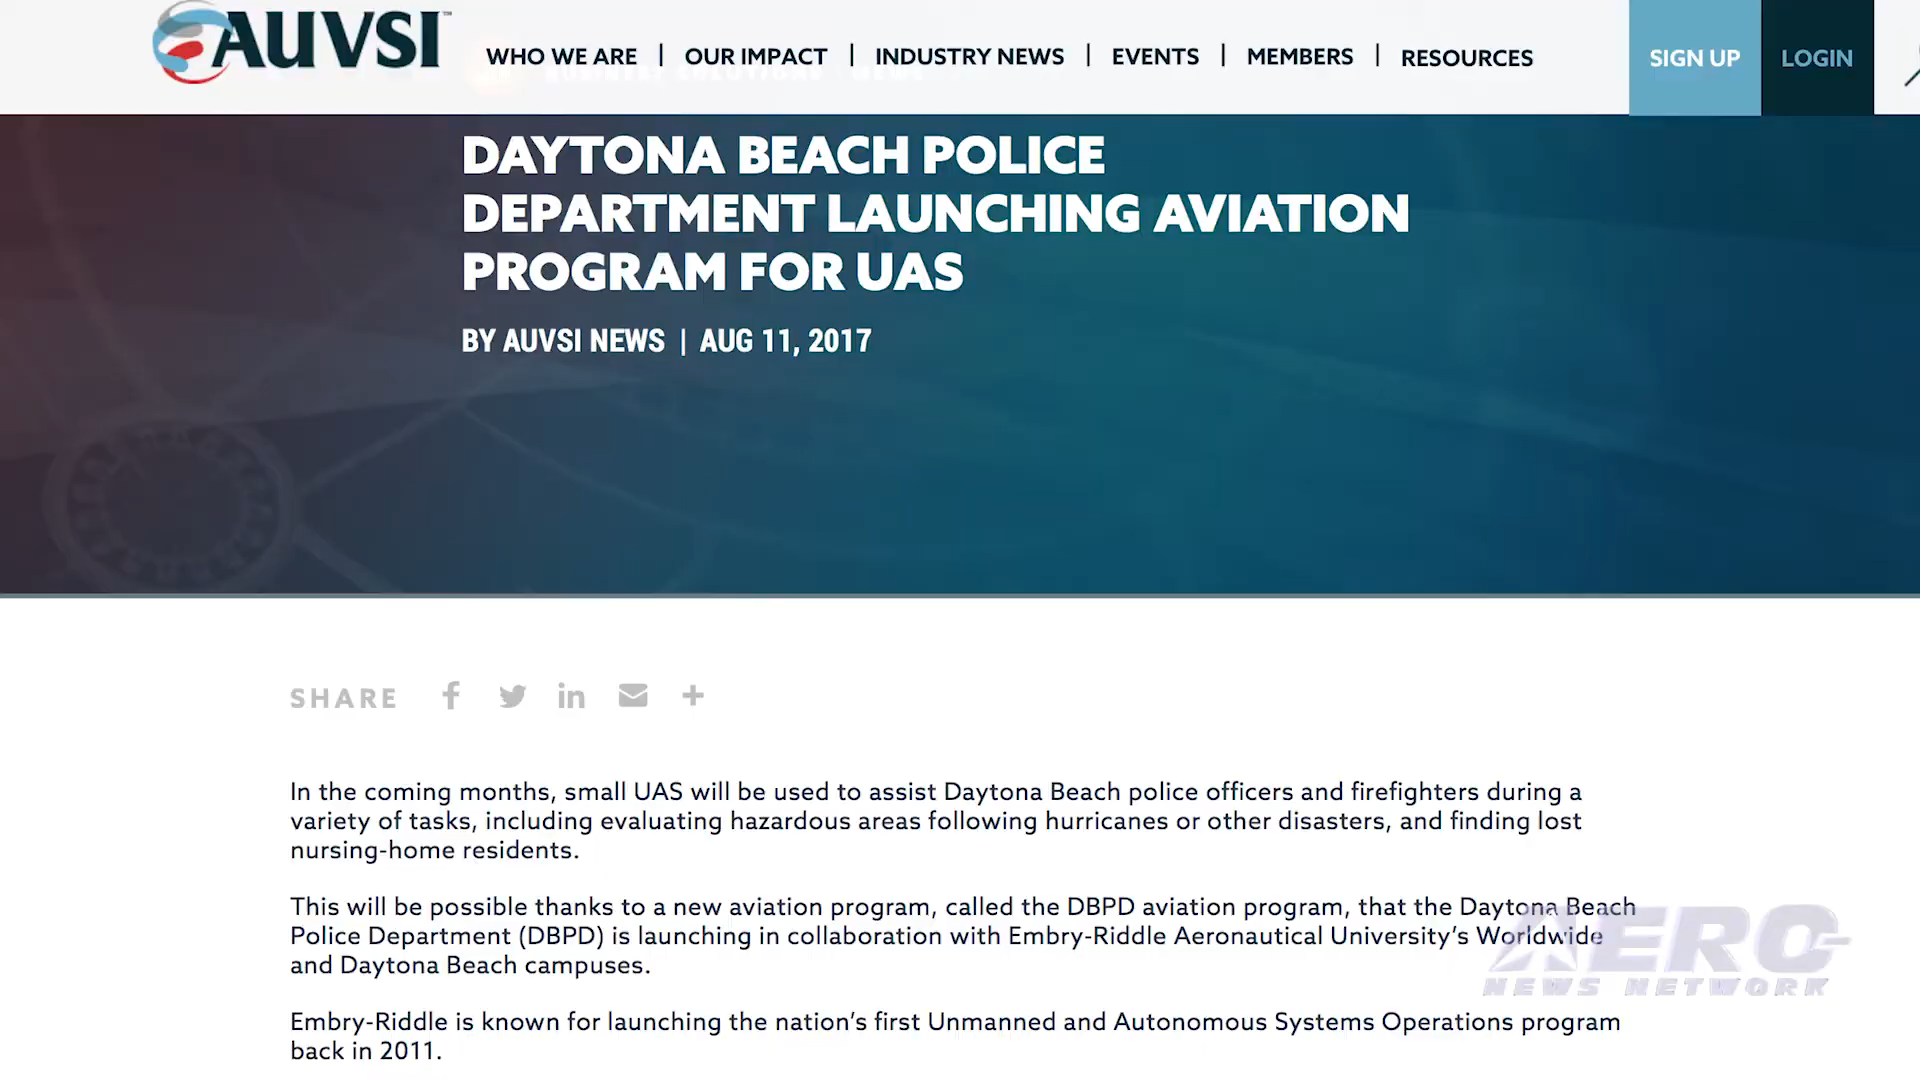 AUVSI™
WHO WE ARE | OUR IMPACT | INDUSTRY NEWS | EVENTS | MEMBERS | RESOURCES
SIGN UP
LOGIN
DAYTONA BEACH POLICE
DEPARTMENT LAUNCHING AVIATION
PROGRAM FOR UAS
BY AUVSI NEWS | AUG 11, 2017
SHARE
In the coming months, small UAS will be used to assist Daytona Beach police officers and firefighters during a
variety of tasks, including evaluating hazardous areas following hurricanes or other disasters, and finding lost
nursing-home residents.
This will be possible thanks to a new aviation program, called the DBPD aviation program, that the Daytona Beach
Police Department (DBPD) is launching in collaboration with Embry-Riddle Aeronautical University’s Worldwide
and Daytona Beach campuses.
Embry-Riddle is known for launching the nation’s first Unmanned and Autonomous Systems Operations program
back in 2011.
AERO
NEWS NETWORK